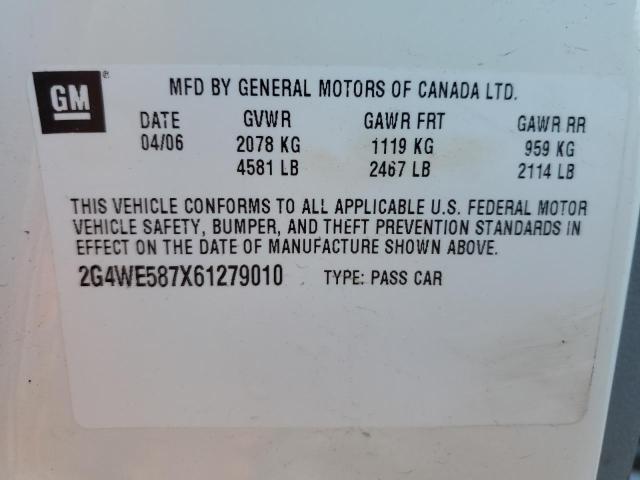 GM ®
MFD BY GENERAL MOTORS OF CANADA LTD.
DATE GVWR GAWR FRT GAWR RR
04/06 2078 KG 1119 KG 959 KG
4581 LB 2467 LB 2114 LB
THIS VEHICLE CONFORMS TO ALL APPLICABLE U.S. FEDERAL MOTOR
VEHICLE SAFETY, BUMPER, AND THEFT PREVENTION STANDARDS IN
EFFECT ON THE DATE OF MANUFACTURE SHOWN ABOVE.
2G4WE587X61279010 TYPE: PASS CAR